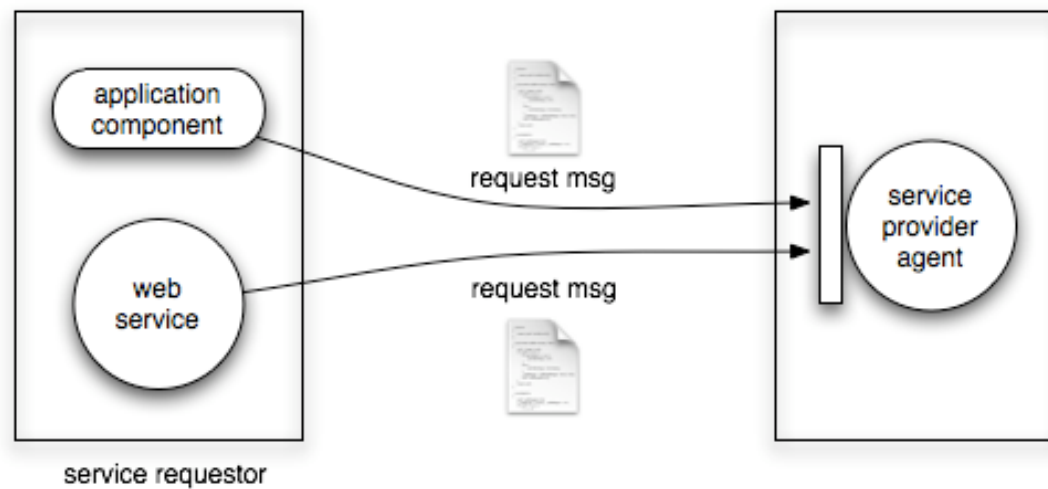 application
component
request msg
service
provider
agent
web
service
request msg
service requestor